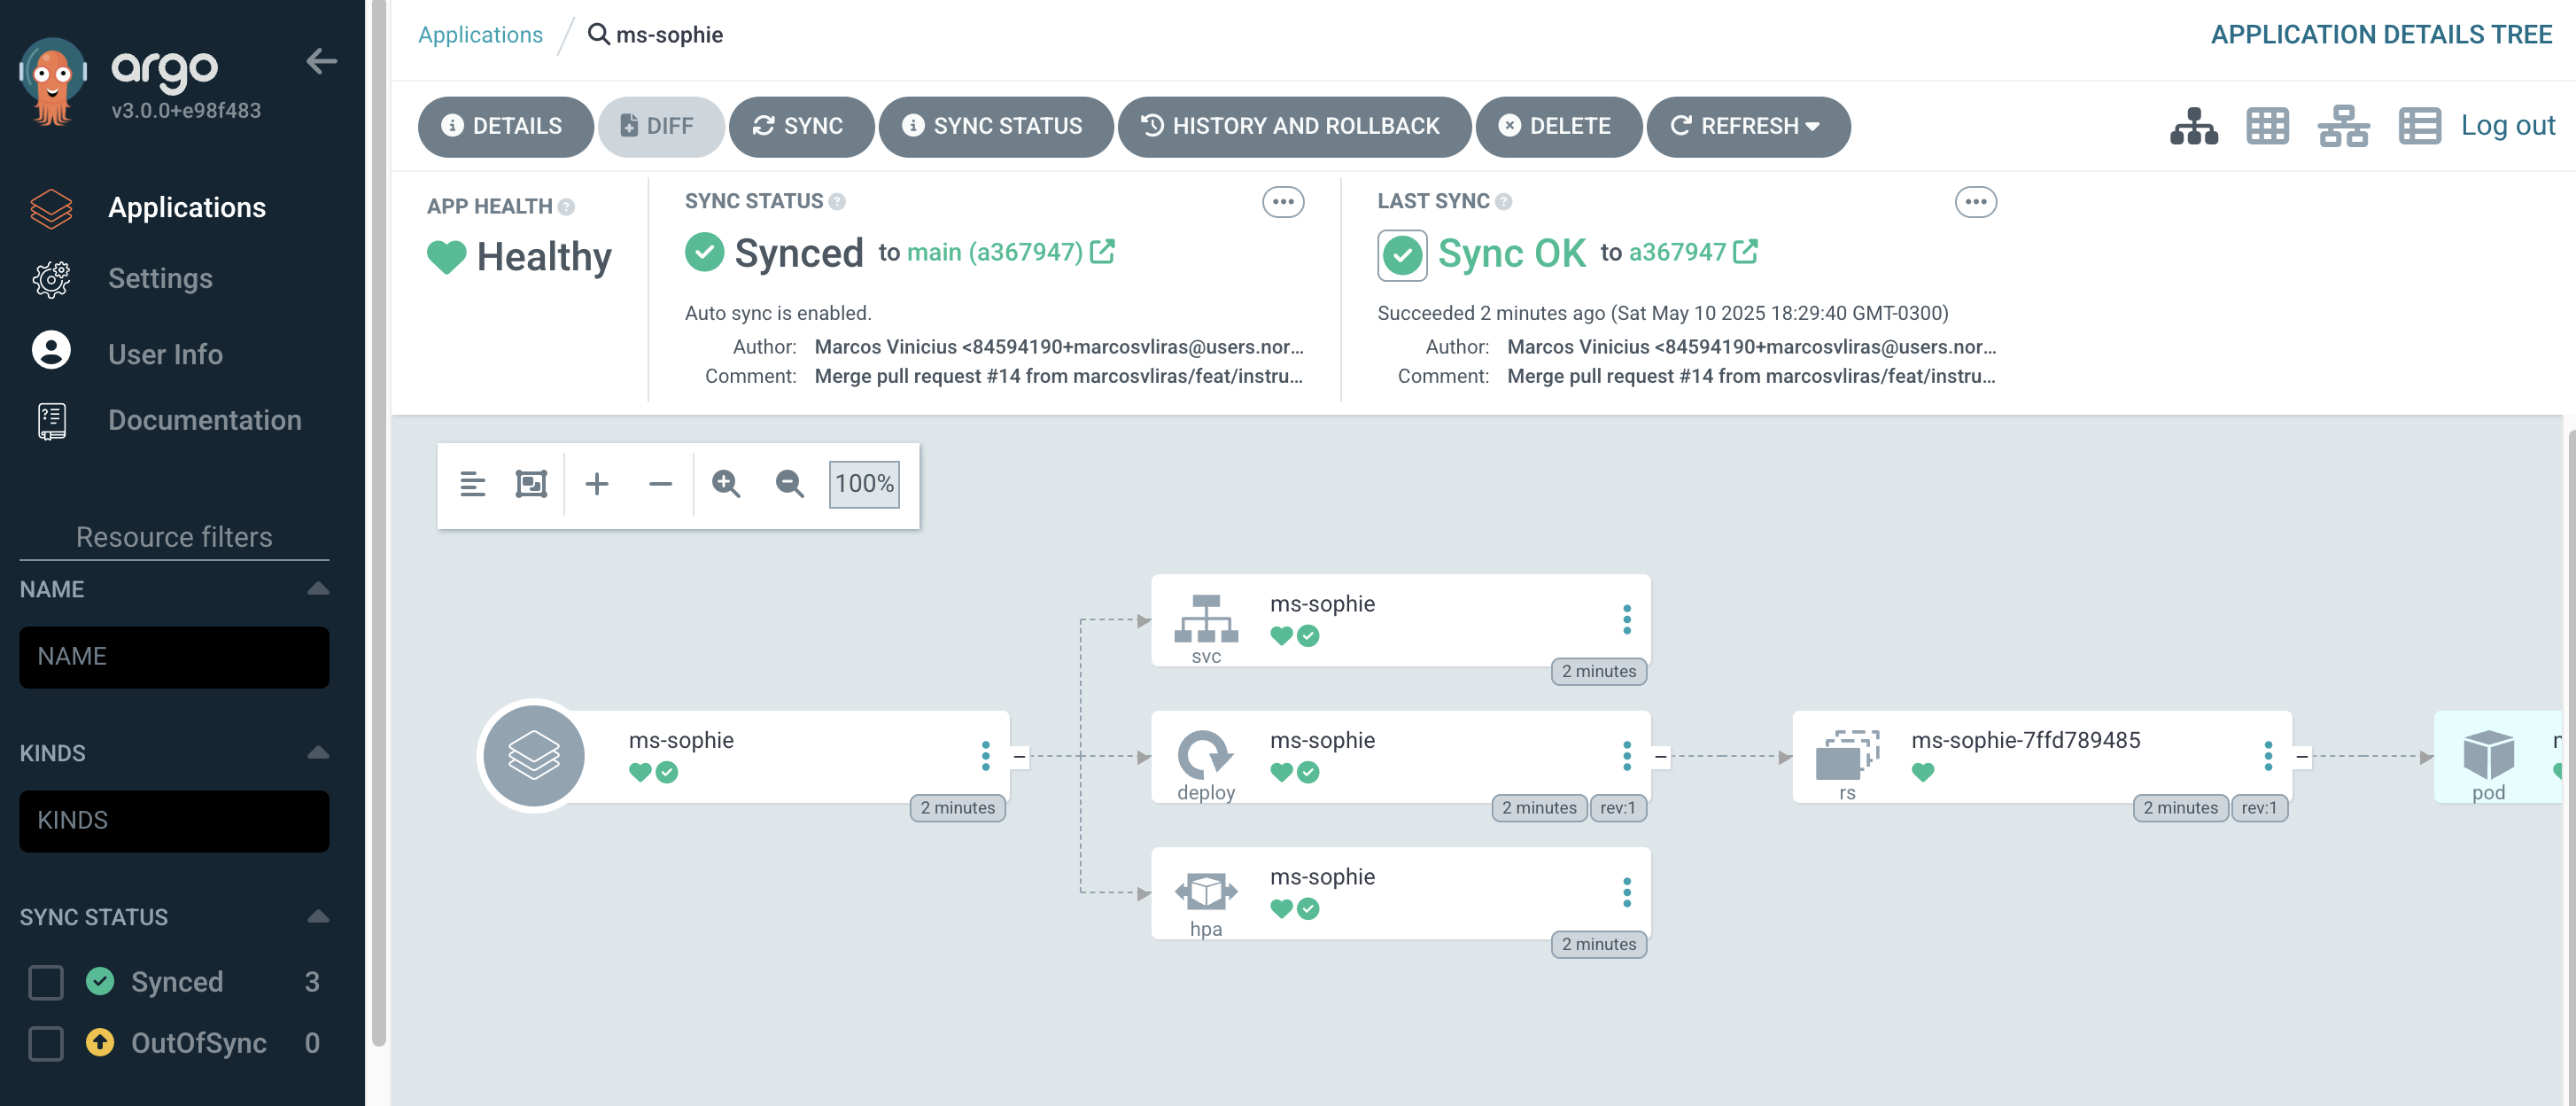 argo
v3.0.0+e98f483
Applications
Settings
User Info
Documentation
Resource filters
NAME
NAME
KINDS
KINDS
SYNC STATUS
Synced 3
OutOfSync 0
Applications / ms-sophie
APPLICATION DETAILS TREE
DETAILS DIFF SYNC SYNC STATUS HISTORY AND ROLLBACK DELETE REFRESH
Log out
APP HEALTH
Healthy
SYNC STATUS
Synced to main (a367947)
Auto sync is enabled.
Author: Marcos Vinicius <84594190+marcosvliras@users.nor...
Comment: Merge pull request #14 from marcosvliras/feat/instru...
LAST SYNC
Sync OK to a367947
Succeeded 2 minutes ago (Sat May 10 2025 18:29:40 GMT-0300)
Author: Marcos Vinicius <84594190+marcosvliras@users.nor...
Comment: Merge pull request #14 from marcosvliras/feat/instru...
100%
ms-sophie
2 minutes
ms-sophie
svc
2 minutes
ms-sophie
deploy
2 minutes rev:1
ms-sophie
hpa
2 minutes
ms-sophie-7ffd789485
rs
2 minutes rev:1
pod